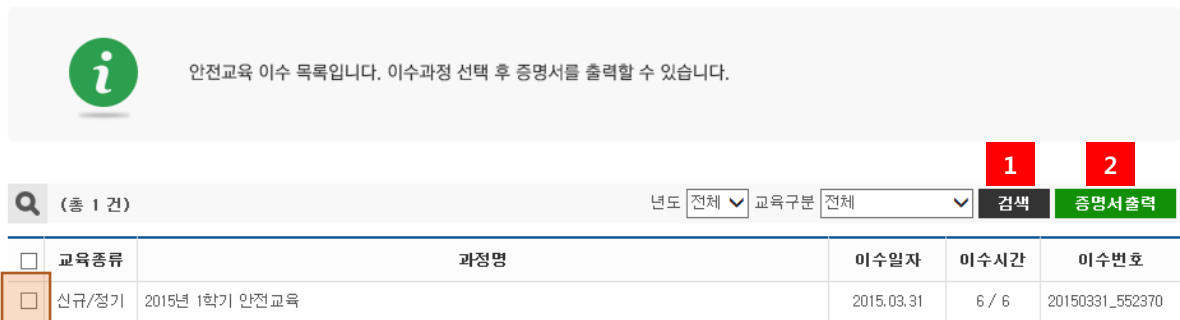 안전교육 이수 목록입니다. 이수과정 선택 후 증명서를 출력할 수 있습니다.
1 2
(총 1 건) 년도 전체 교육구분 전체 검색 증명서출력
교육종류 과정명 이수일자 이수시간 이수번호
신규/정기 2015년 1학기 안전교육 2015.03.31 6 / 6 20150331_552370